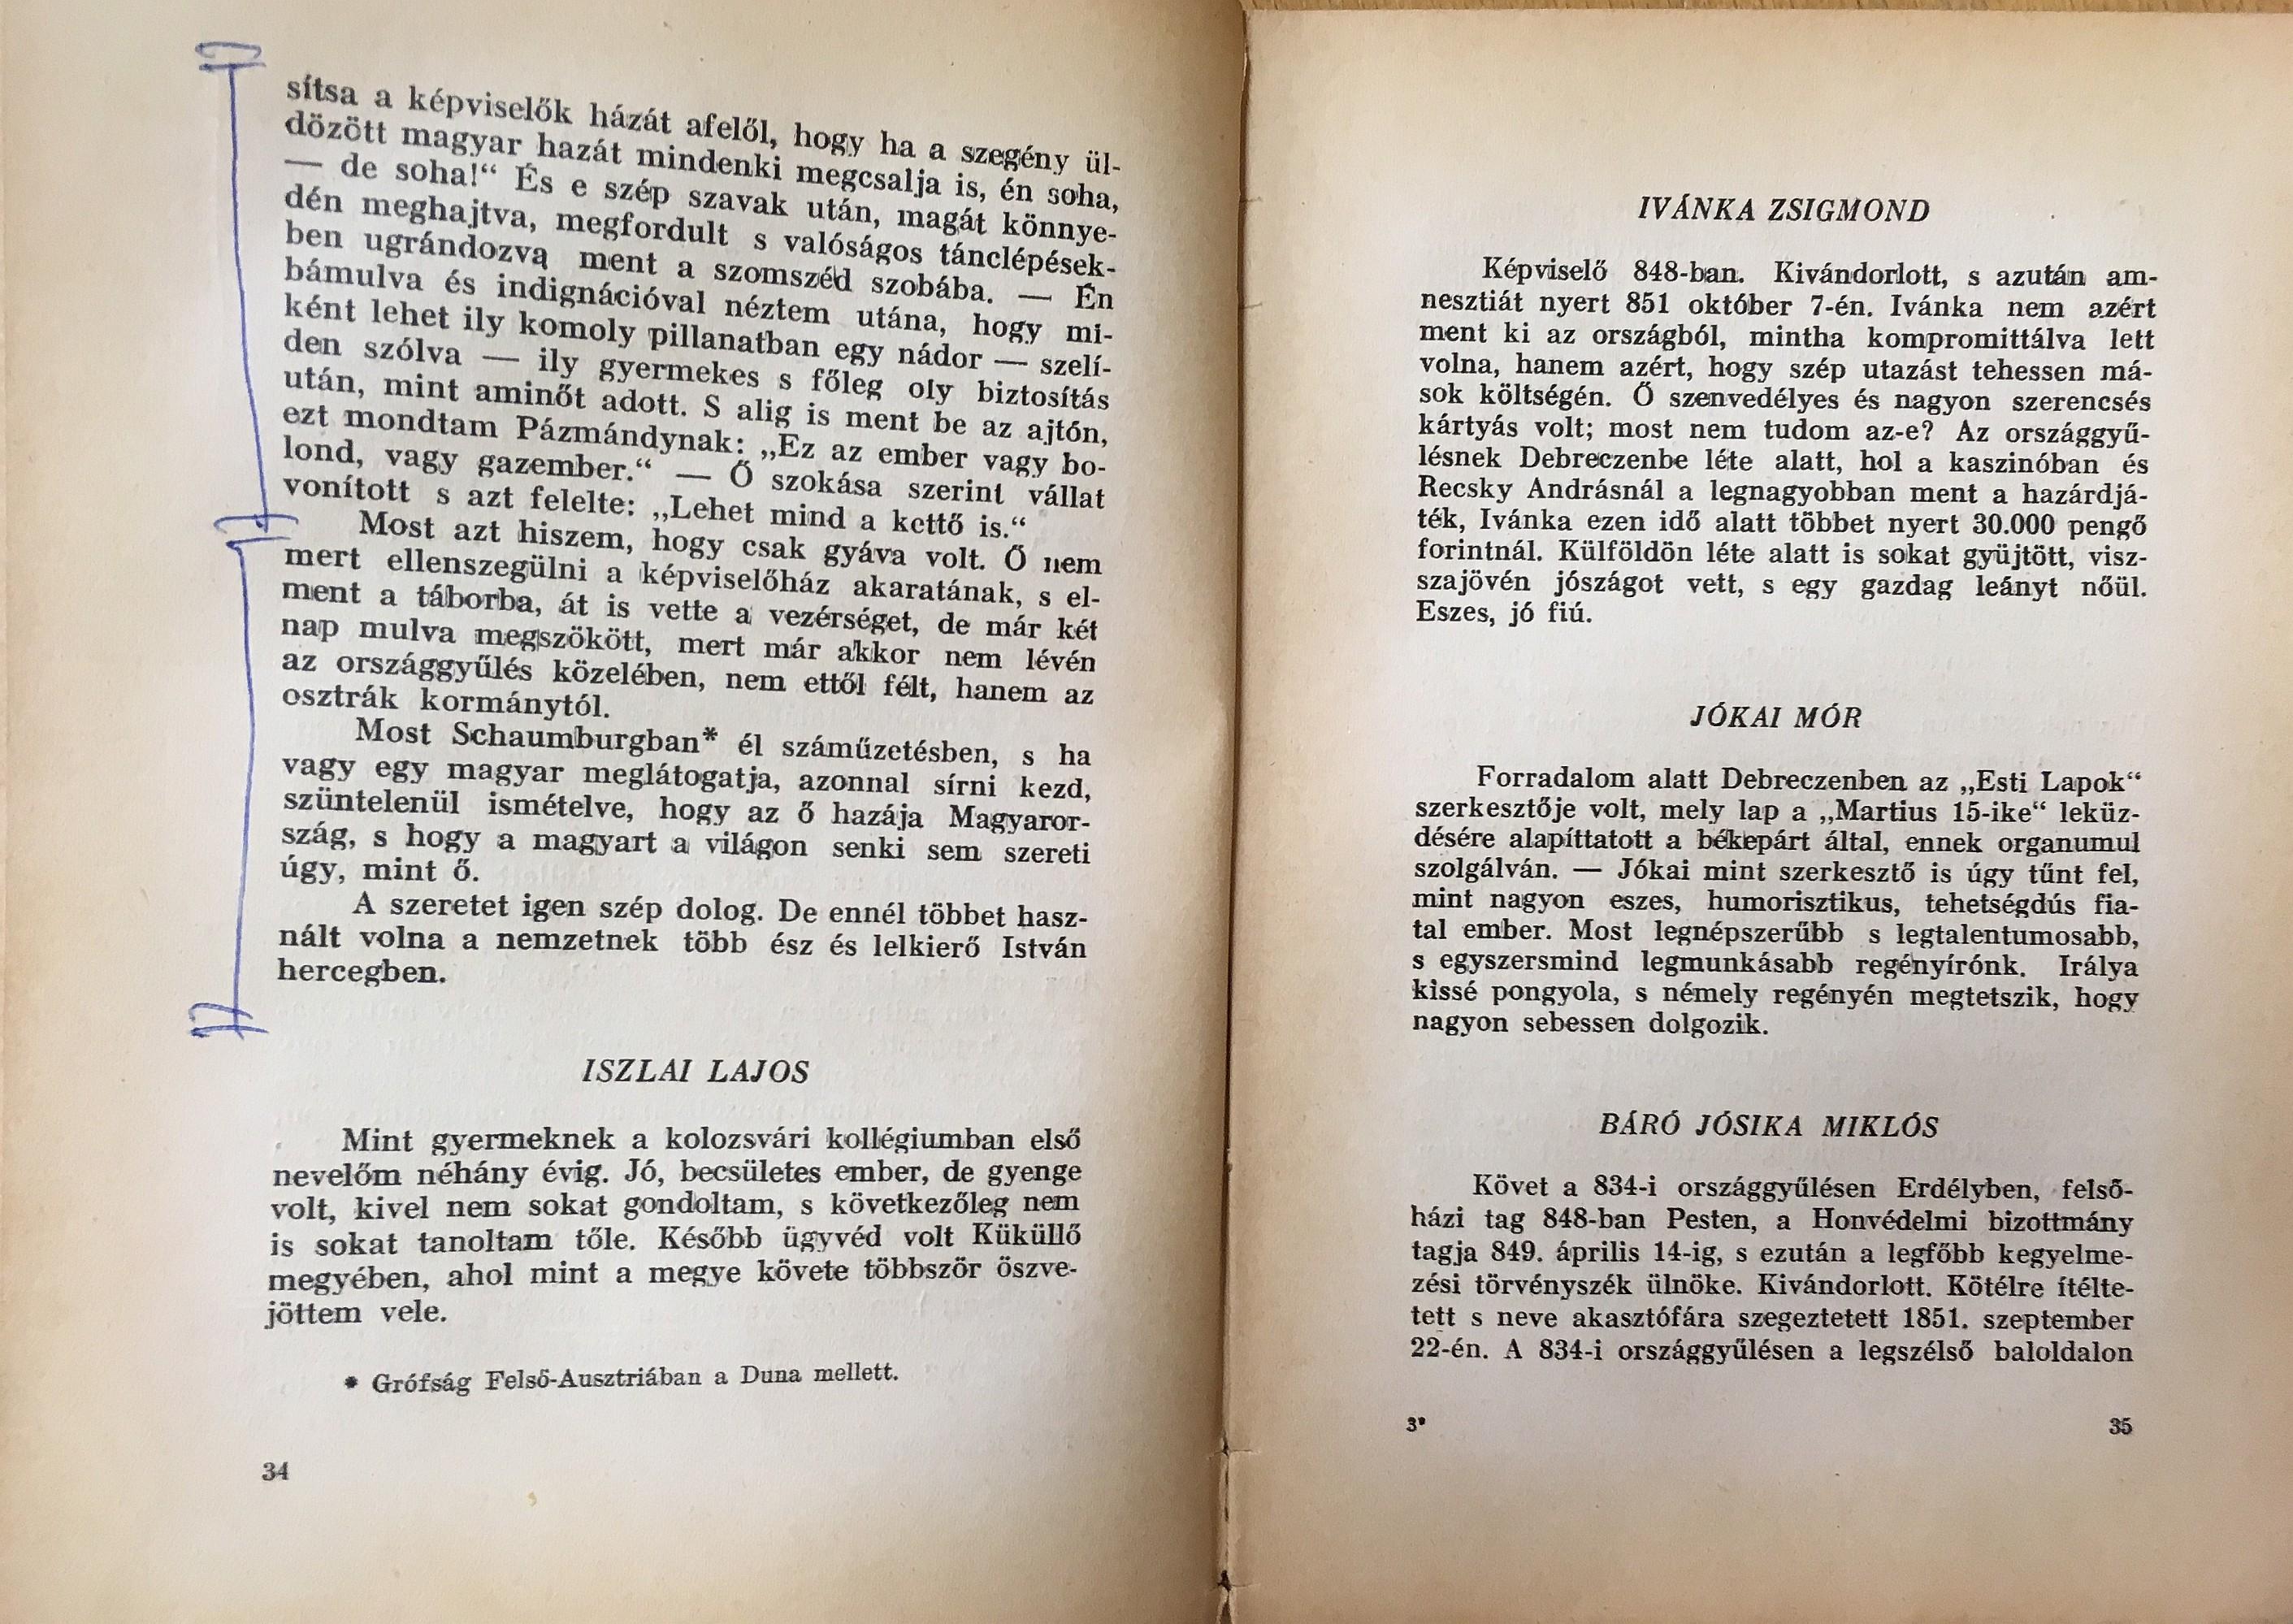 sítsa a képviselők házát afelől, hogy ha a szegény ül-
dözött magyar hazát mindenki megcsalja is, én soha,
— de soha!“ És e szép szavak után, magát könnye-
dén meghajtva, megfordult s valóságos tánclépések-
ben ugrándozva ment a szomszéd szobába. — Én
bámulva és indignációval néztem utána, hogy mi-
ként lehet ily komoly pillanatban egy nádor — szelí-
den szólva — ily gyermekes s főleg oly biztosítás
után, mint aminőt adott. S alig is ment be az ajtón,
ezt mondtam Pázmándynak: „Ez az ember vagy bo-
lond, vagy gazember.“ — Ő szokása szerint vállat
vonított s azt felelte: „Lehet mind a kettő is.“
Most azt hiszem, hogy csak gyáva volt. Ő nem
mert ellenszegülni a képviselőház akaratának, s el-
ment a táborba, át is vette a vezérséget, de már két
nap mulva megszökött, mert már akkor nem lévén
az országgyűlés közelében, nem ettől félt, hanem az
osztrák kormánytól.
Most Schaumburgban* él száműzetésben, s ha
vagy egy magyar meglátogatja, azonnal sírni kezd,
szüntelenül ismételve, hogy az ő hazája Magyaror-
szág, s hogy a magyart a világon senki sem szereti
úgy, mint ő.
A szeretet igen szép dolog. De ennél többet hasz-
nált volna a nemzetnek több ész és lelkierő István
hercegben.
ISZLAI LAJOS
Mint gyermeknek a kolozsvári kollégiumban első
nevelőm néhány évig. Jó, becsületes ember, de gyenge
volt, kivel nem sokat gondoltam, s következőleg nem
is sokat tanoltam tőle. Később ügyvéd volt Küküllő
megyében, ahol mint a megye követe többször öszve-
jöttem vele.
* Grófság Felső-Ausztriában a Duna mellett.
34
IVÁNKA ZSIGMOND
Képviselő 848-ban. Kivándorlott, s azután am-
nesztiát nyert 851 október 7-én. Ivánka nem azért
ment ki az országból, mintha kompromittálva lett
volna, hanem azért, hogy szép utazást tehessen má-
sok költségén. Ő szenvedélyes és nagyon szerencsés
kártyás volt; most nem tudom az-e? Az országgyű-
lésnek Debreczenbe léte alatt, hol a kaszinóban és
Recsky Andrásnál a legnagyobban ment a hazárdjá-
ték, Ivánka ezen idő alatt többet nyert 30.000 pengő
forintnál. Külföldön léte alatt is sokat gyüjtött, visz-
szajövén jószágot vett, s egy gazdag leányt nőül.
Eszes, jó fiú.
JÓKAI MÓR
Forradalom alatt Debreczenben az „Esti Lapok“
szerkesztője volt, mely lap a „Martius 15-ike“ leküz-
désére alapíttatott a békepárt által, ennek organumul
szolgálván. — Jókai mint szerkesztő is úgy tűnt fel,
mint nagyon eszes, humorisztikus, tehetségdús fia-
tal ember. Most legnépszerűbb s legtalentumosabb,
s egyszersmind legmunkásabb regényírónk. Irálya
kissé pongyola, s némely regényén megtetszik, hogy
nagyon sebessen dolgozik.
BÁRÓ JÓSIKA MIKLÓS
Követ a 834-i országgyűlésen Erdélyben, felső-
házi tag 848-ban Pesten, a Honvédelmi bizottmány
tagja 849. április 14-ig, s ezután a legfőbb kegyelme-
zési törvényszék ülnöke. Kivándorlott. Kötélre ítélte-
tett s neve akasztófára szegeztetett 1851. szeptember
22-én. A 834-i országgyűlésen a legszélső baloldalon
3*
35